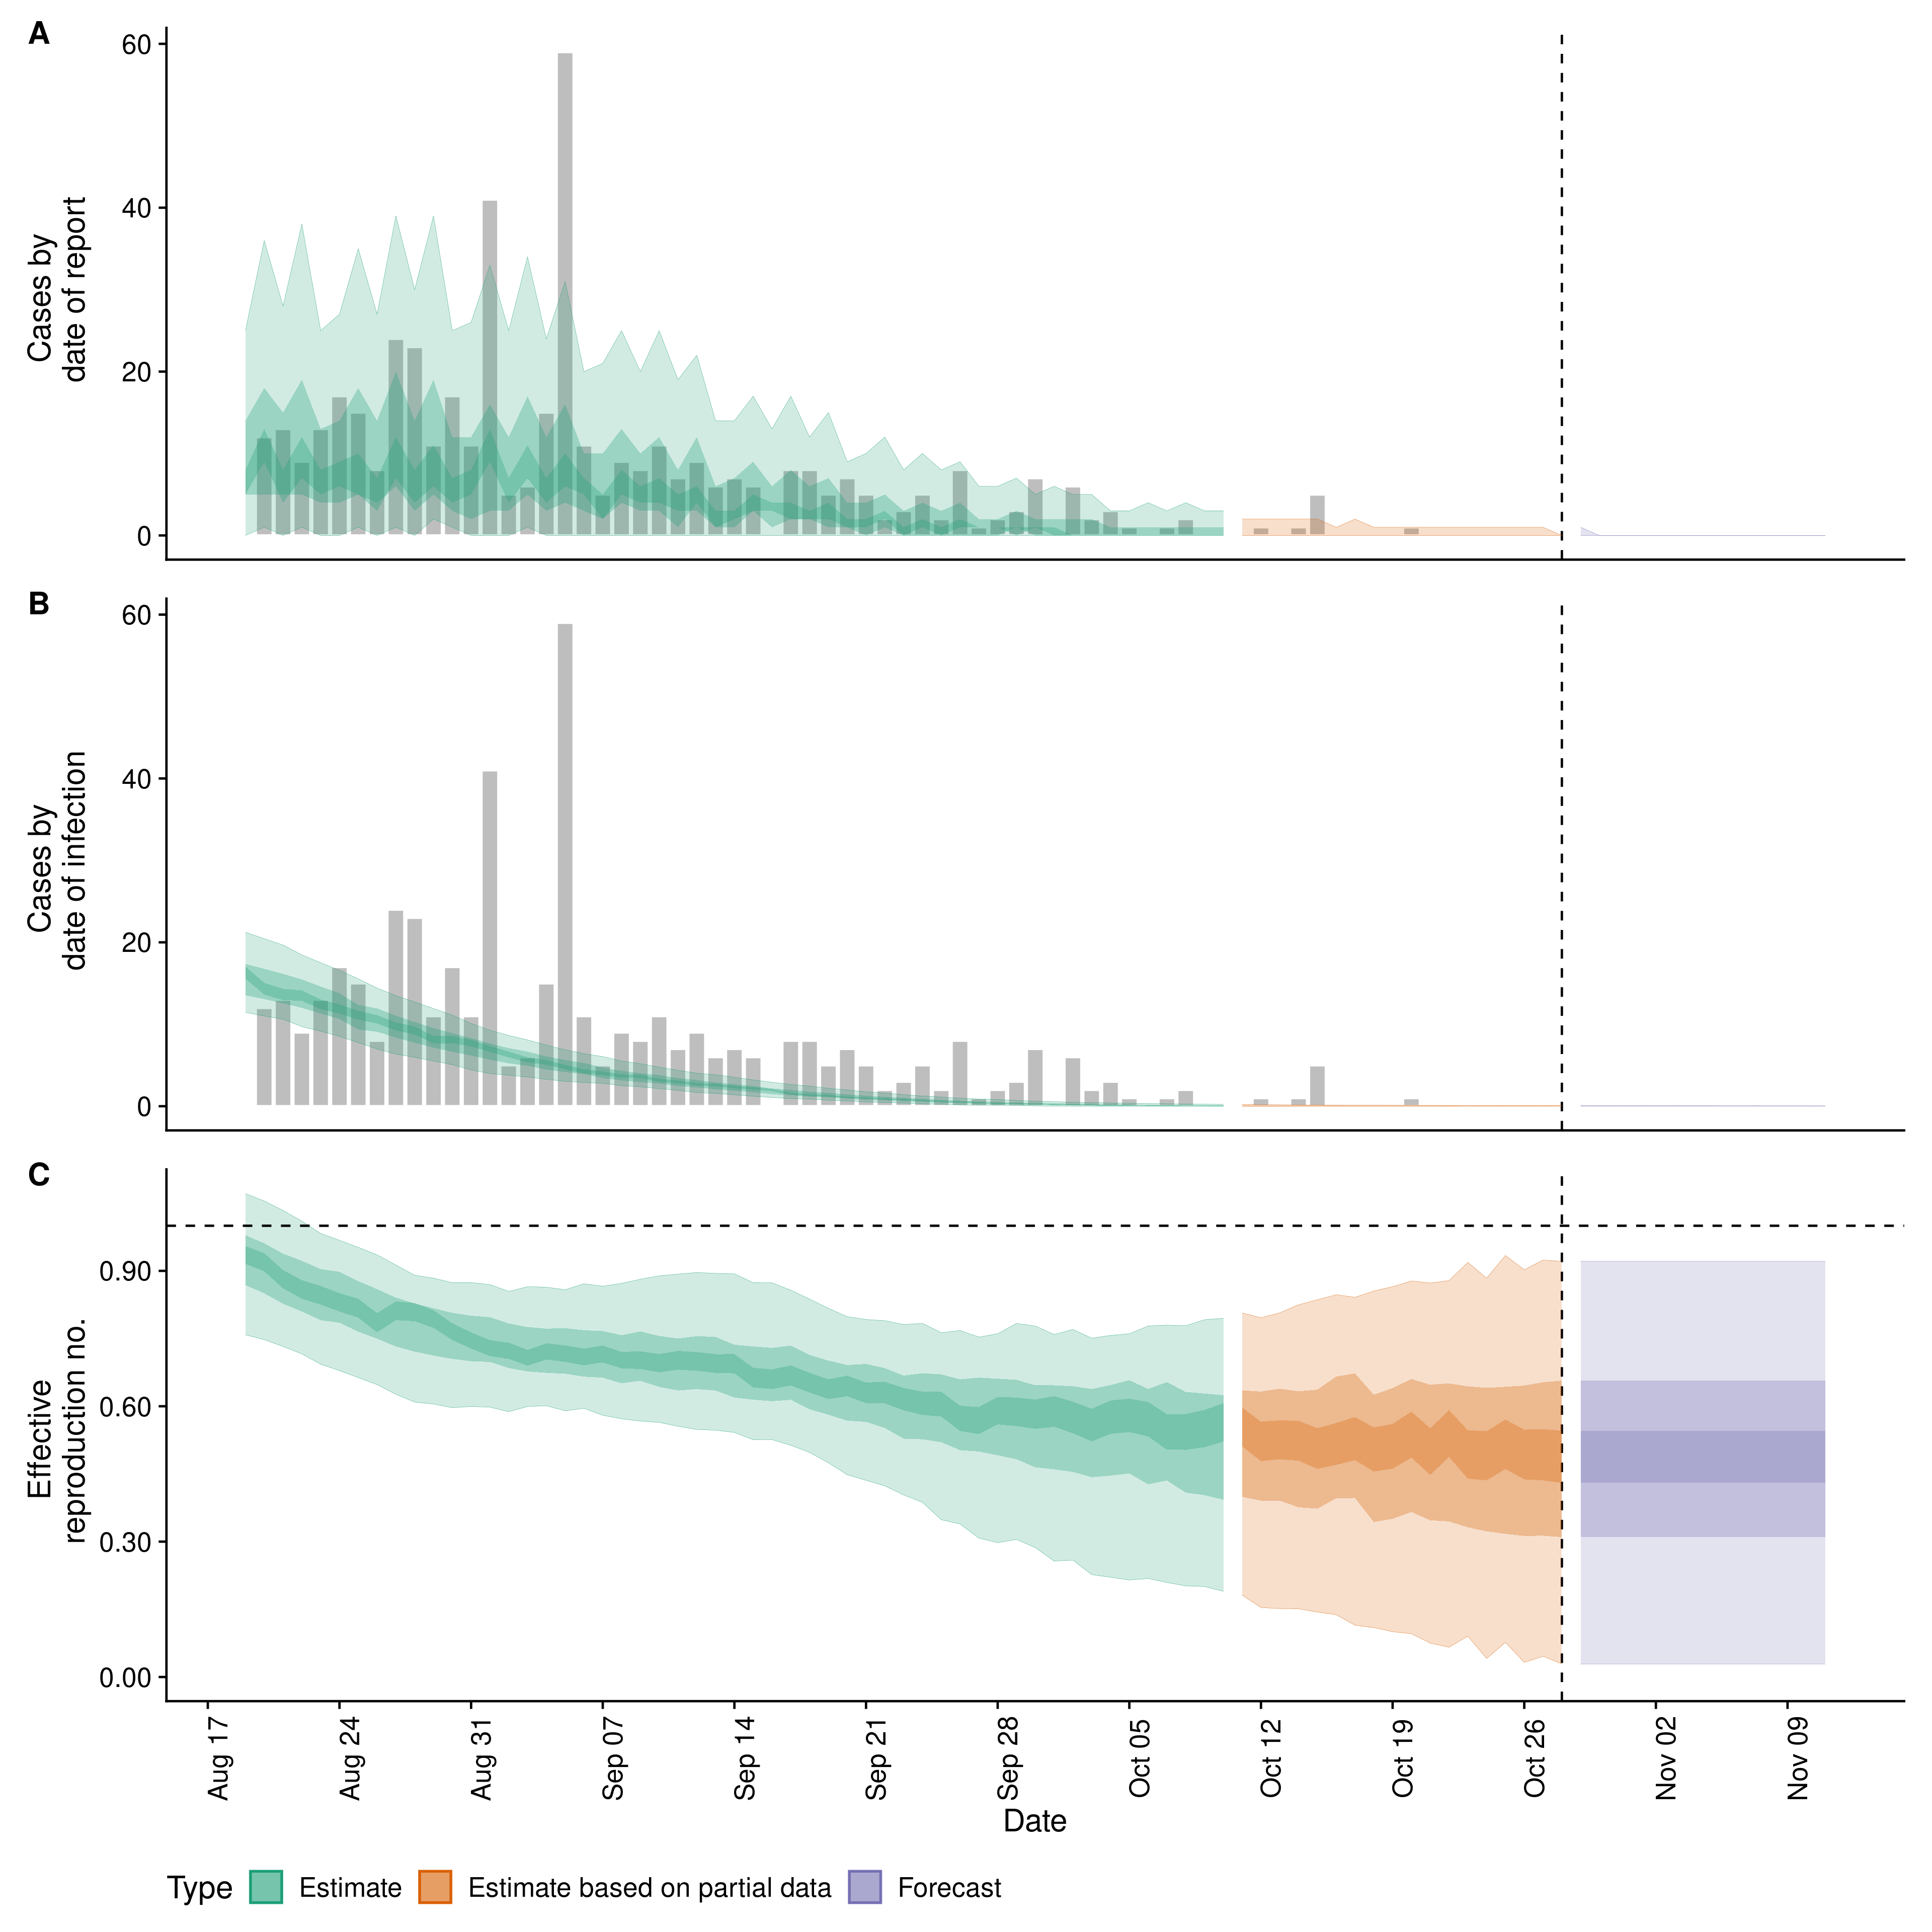 A
60
40
20
0
Cases by
date of report
B
60
40
20
0
Cases by
date of infection
C
0.90
0.60
0.30
0.00
Effective
reproduction no.
Aug 17
Aug 24
Aug 31
Sep 07
Sep 14
Sep 21
Sep 28
Oct 05
Oct 12
Oct 19
Oct 26
Nov 02
Nov 09
Date
Type Estimate Estimate based on partial data Forecast